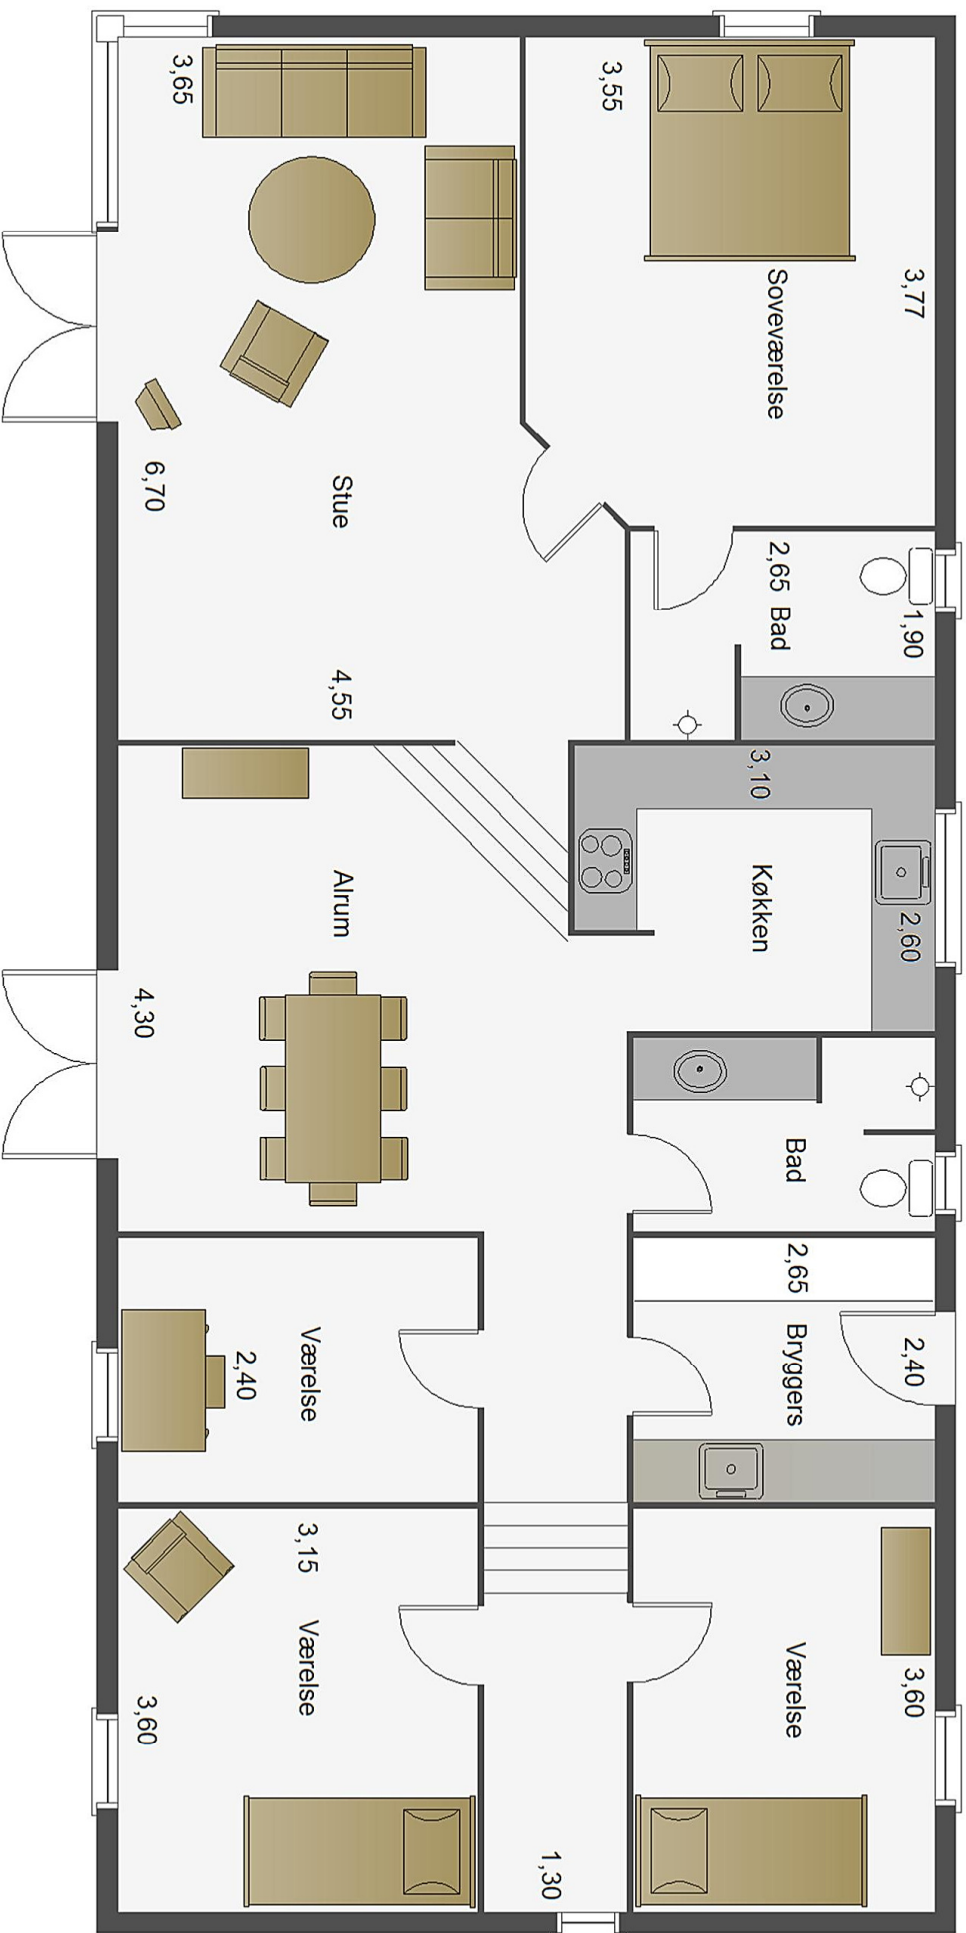 3,77
Soveværelse
3,55
1,90
2,65 Bad
3,65
Stue
6,70
4,55
2,60
Køkken
3,10
Alrum
4,30
Bad
2,65
2,40
Bryggers
Værelse
2,40
3,60
Værelse
3,15
Værelse
3,60
1,30